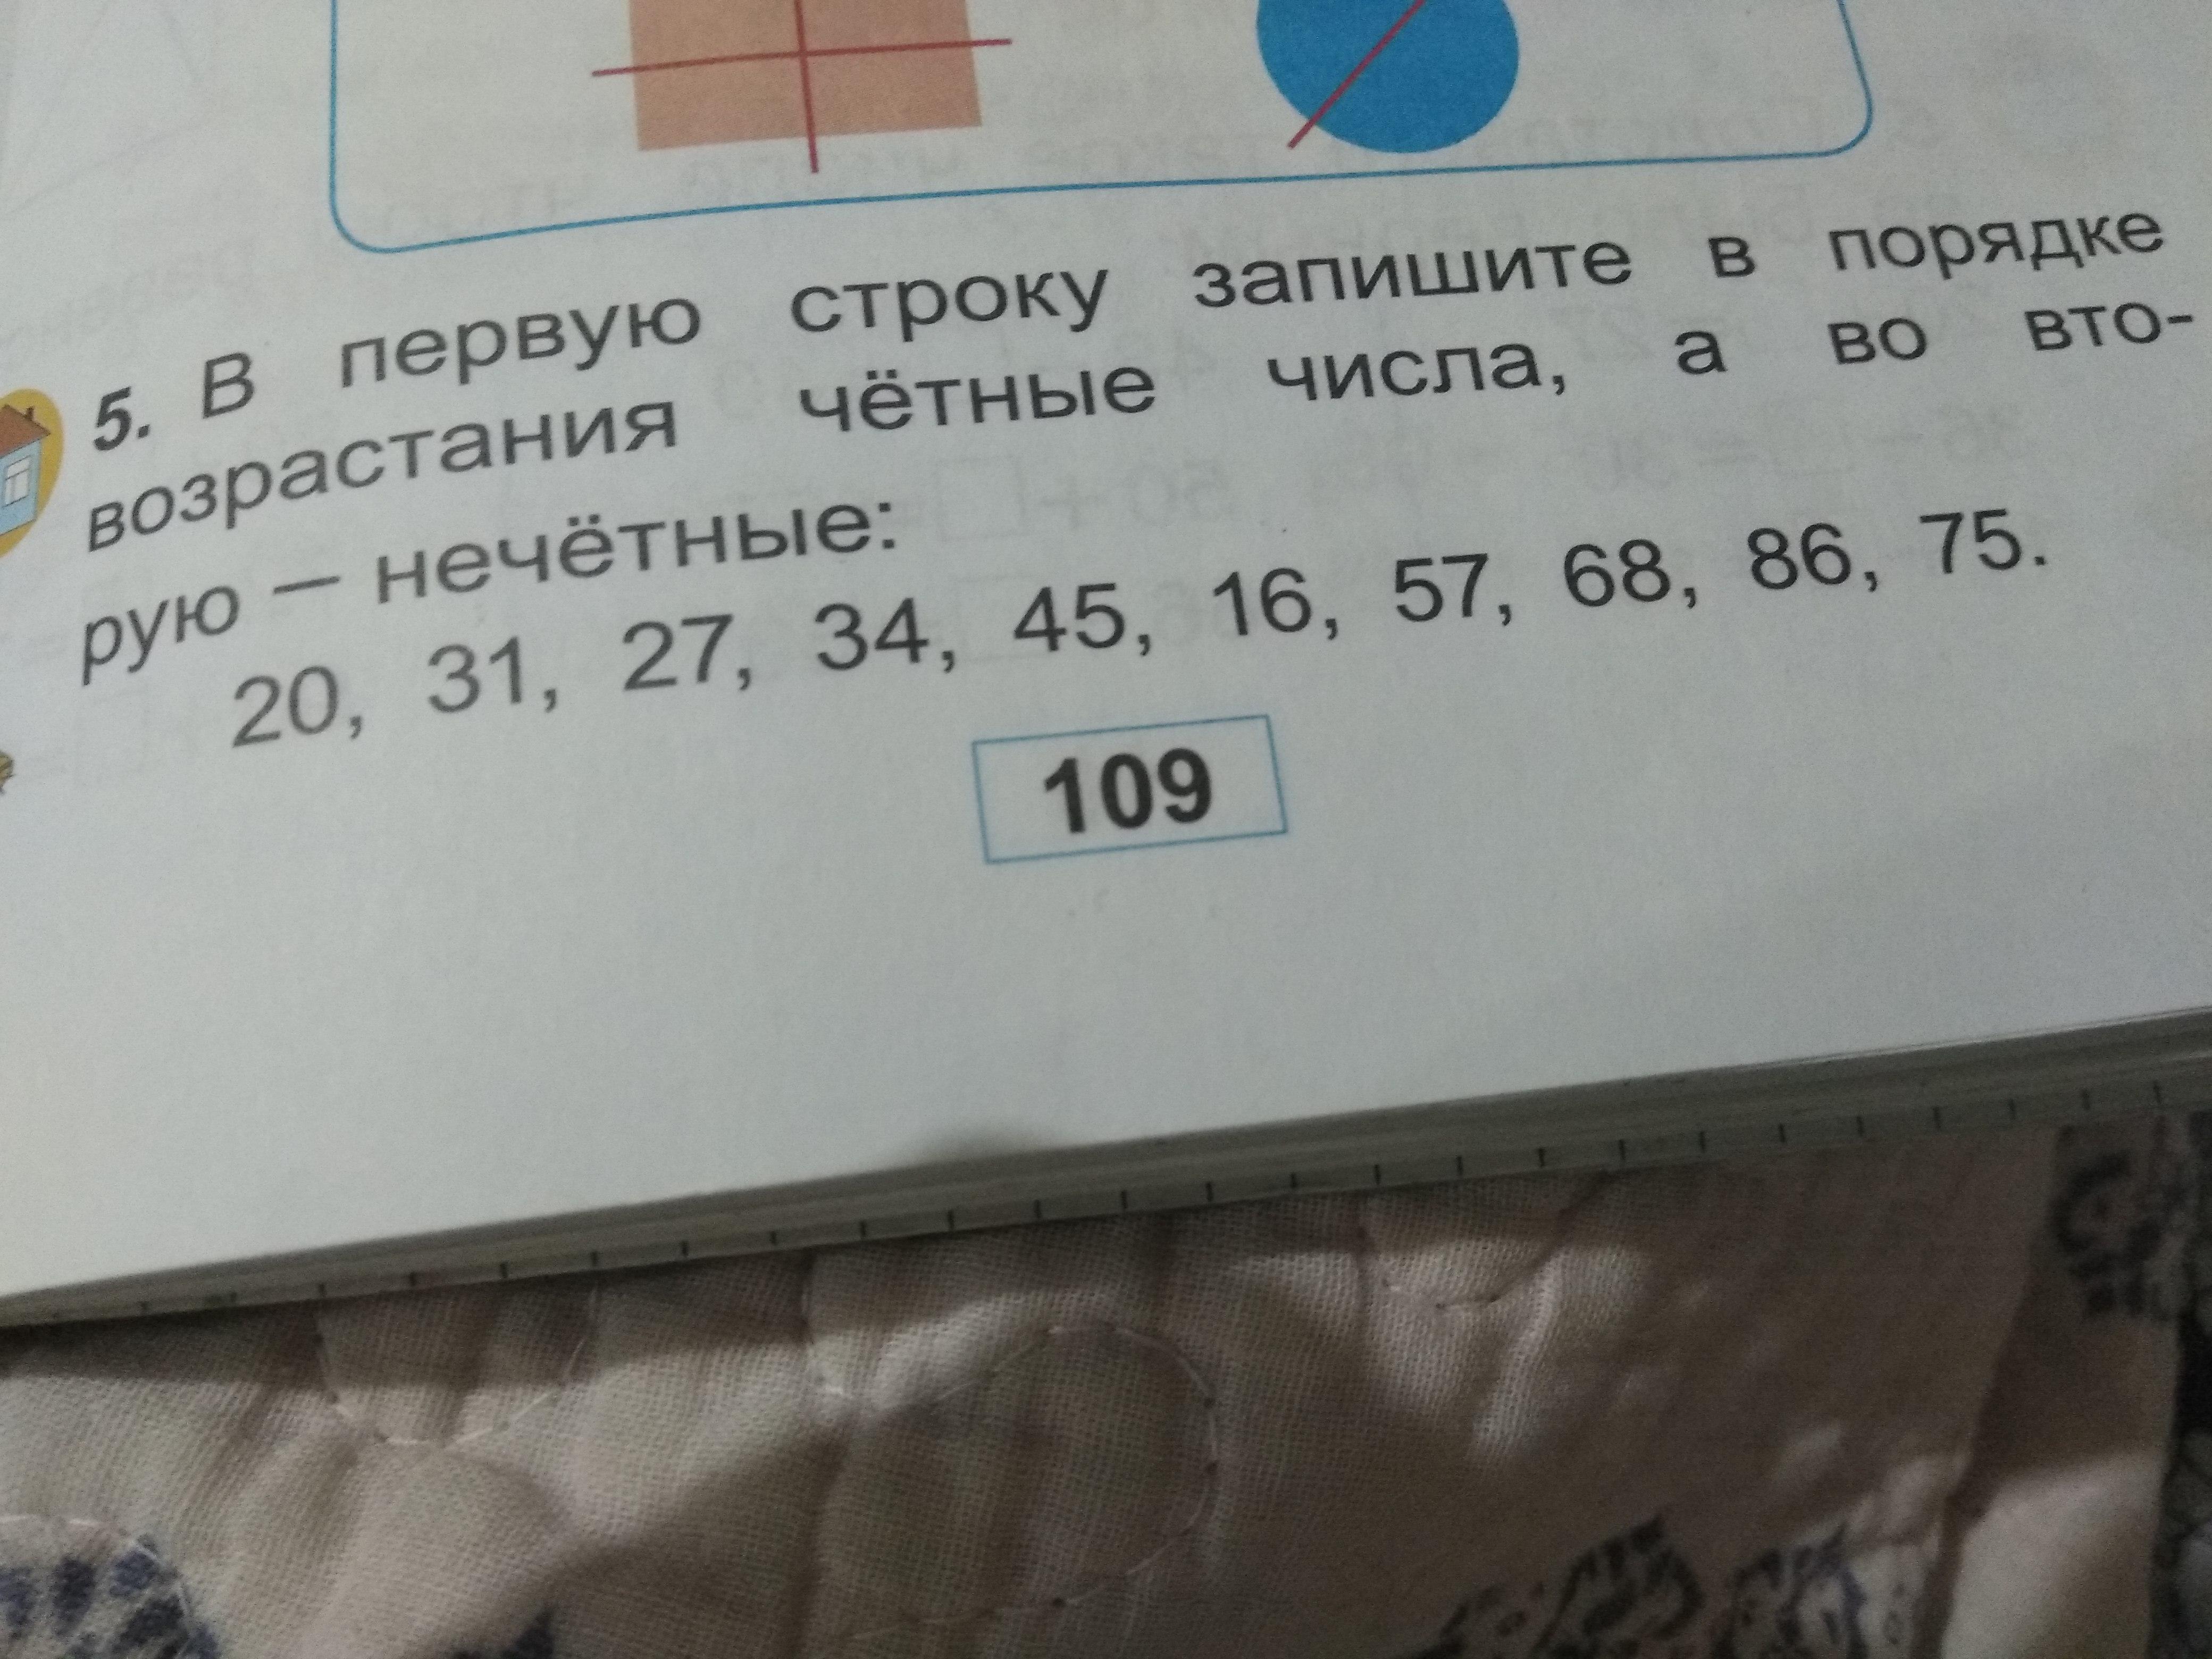 5. В первую строку запишите в порядке
возрастания чётные числа, а во вто-
рую – нечётные:
20, 31, 27, 34, 45, 16, 57, 68, 86, 75.
109